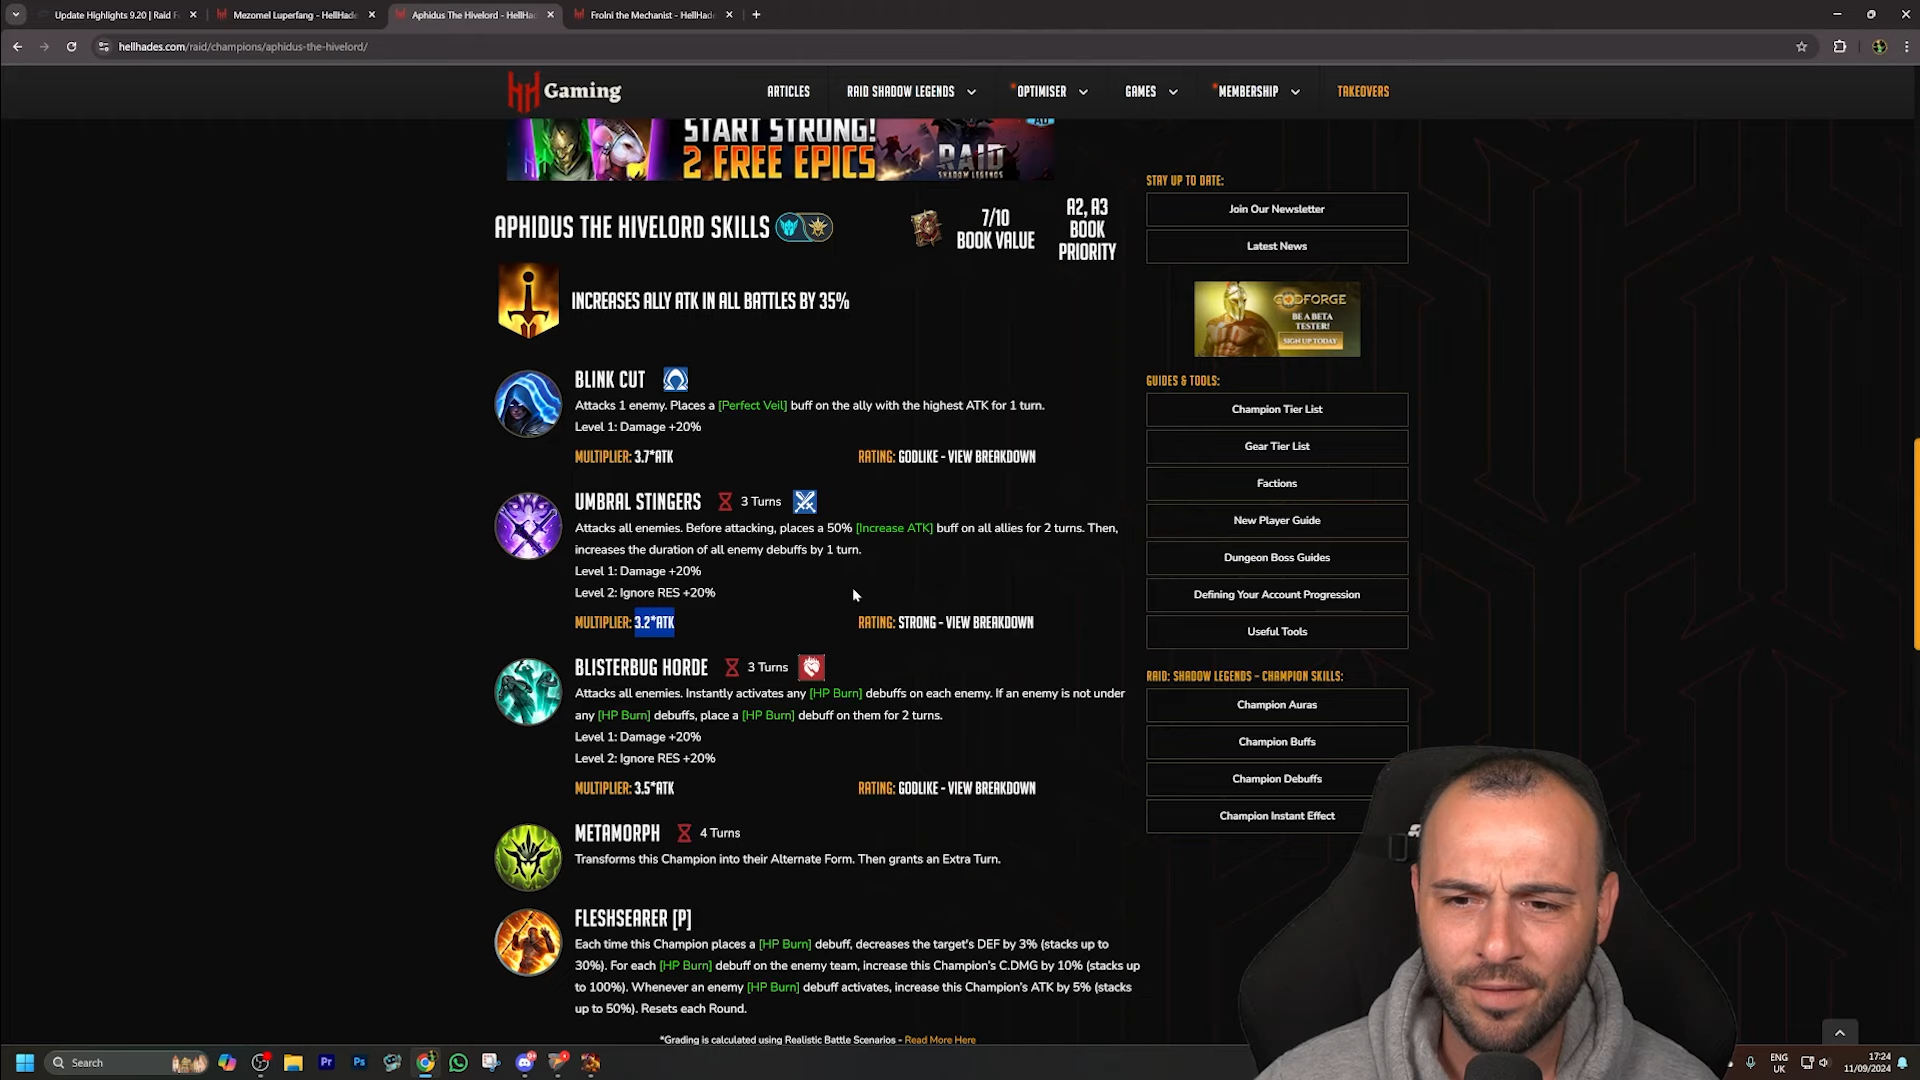 Update Highlights 9.20 | Raid F
Mezomel Luperfang - HellHade
Aphidus The Hivelord - HellHad
Froini the Mechanist - HellHade
hellhades.com/raid/champions/aphidus-the-hivelord/
Gaming
ARTICLES
RAID SHADOW LEGENDS
*OPTIMISER
GAMES
*MEMBERSHIP
TAKEOVERS
START STRONG!
2 FREE EPICS
RAID
SHADOW LEGENDS
APHIDUS THE HIVELORD SKILLS
7/10
BOOK VALUE
A2, A3
BOOK
PRIORITY
INCREASES ALLY ATK IN ALL BATTLES BY 35%
BLINK CUT
Attacks 1 enemy. Places a [Perfect Veil] buff on the ally with the highest ATK for 1 turn.
Level 1: Damage +20%
MULTIPLIER: 3.7*ATK
RATING: GODLIKE - VIEW BREAKDOWN
UMBRAL STINGERS
3 Turns
Attacks all enemies. Before attacking, places a 50% [Increase ATK] buff on all allies for 2 turns. Then,
increases the duration of all enemy debuffs by 1 turn.
Level 1: Damage +20%
Level 2: Ignore RES +20%
MULTIPLIER: 3.2*ATK
RATING: STRONG - VIEW BREAKDOWN
BLISTERBUG HORDE
3 Turns
Attacks all enemies. Instantly activates any [HP Burn] debuffs on each enemy. If an enemy is not under
any [HP Burn] debuffs, place a [HP Burn] debuff on them for 2 turns.
Level 1: Damage +20%
Level 2: Ignore RES +20%
MULTIPLIER: 3.5*ATK
RATING: GODLIKE - VIEW BREAKDOWN
METAMORPH
4 Turns
Transforms this Champion into their Alternate Form. Then grants an Extra Turn.
FLESHSEARER [P]
Each time this Champion places a [HP Burn] debuff, decreases the target's DEF by 3% (stacks up to
30%). For each [HP Burn] debuff on the enemy team, increase this Champion's C.DMG by 10% (stacks up
to 100%). Whenever an enemy [HP Burn] debuff activates, increase this Champion's ATK by 5% (stacks
up to 50%). Resets each Round.
*Grading is calculated using Realistic Battle Scenarios - Read More Here
STAY UP TO DATE:
Join Our Newsletter
Latest News
GODFORGE
BE A BETA
TESTER!
SIGN UP TODAY
GUIDES & TOOLS:
Champion Tier List
Gear Tier List
Factions
New Player Guide
Dungeon Boss Guides
Defining Your Account Progression
Useful Tools
RAID: SHADOW LEGENDS - CHAMPION SKILLS:
Champion Auras
Champion Buffs
Champion Debuffs
Champion Instant Effect
Search
Pr
Ps
ENG
UK
17:24
11/09/2024